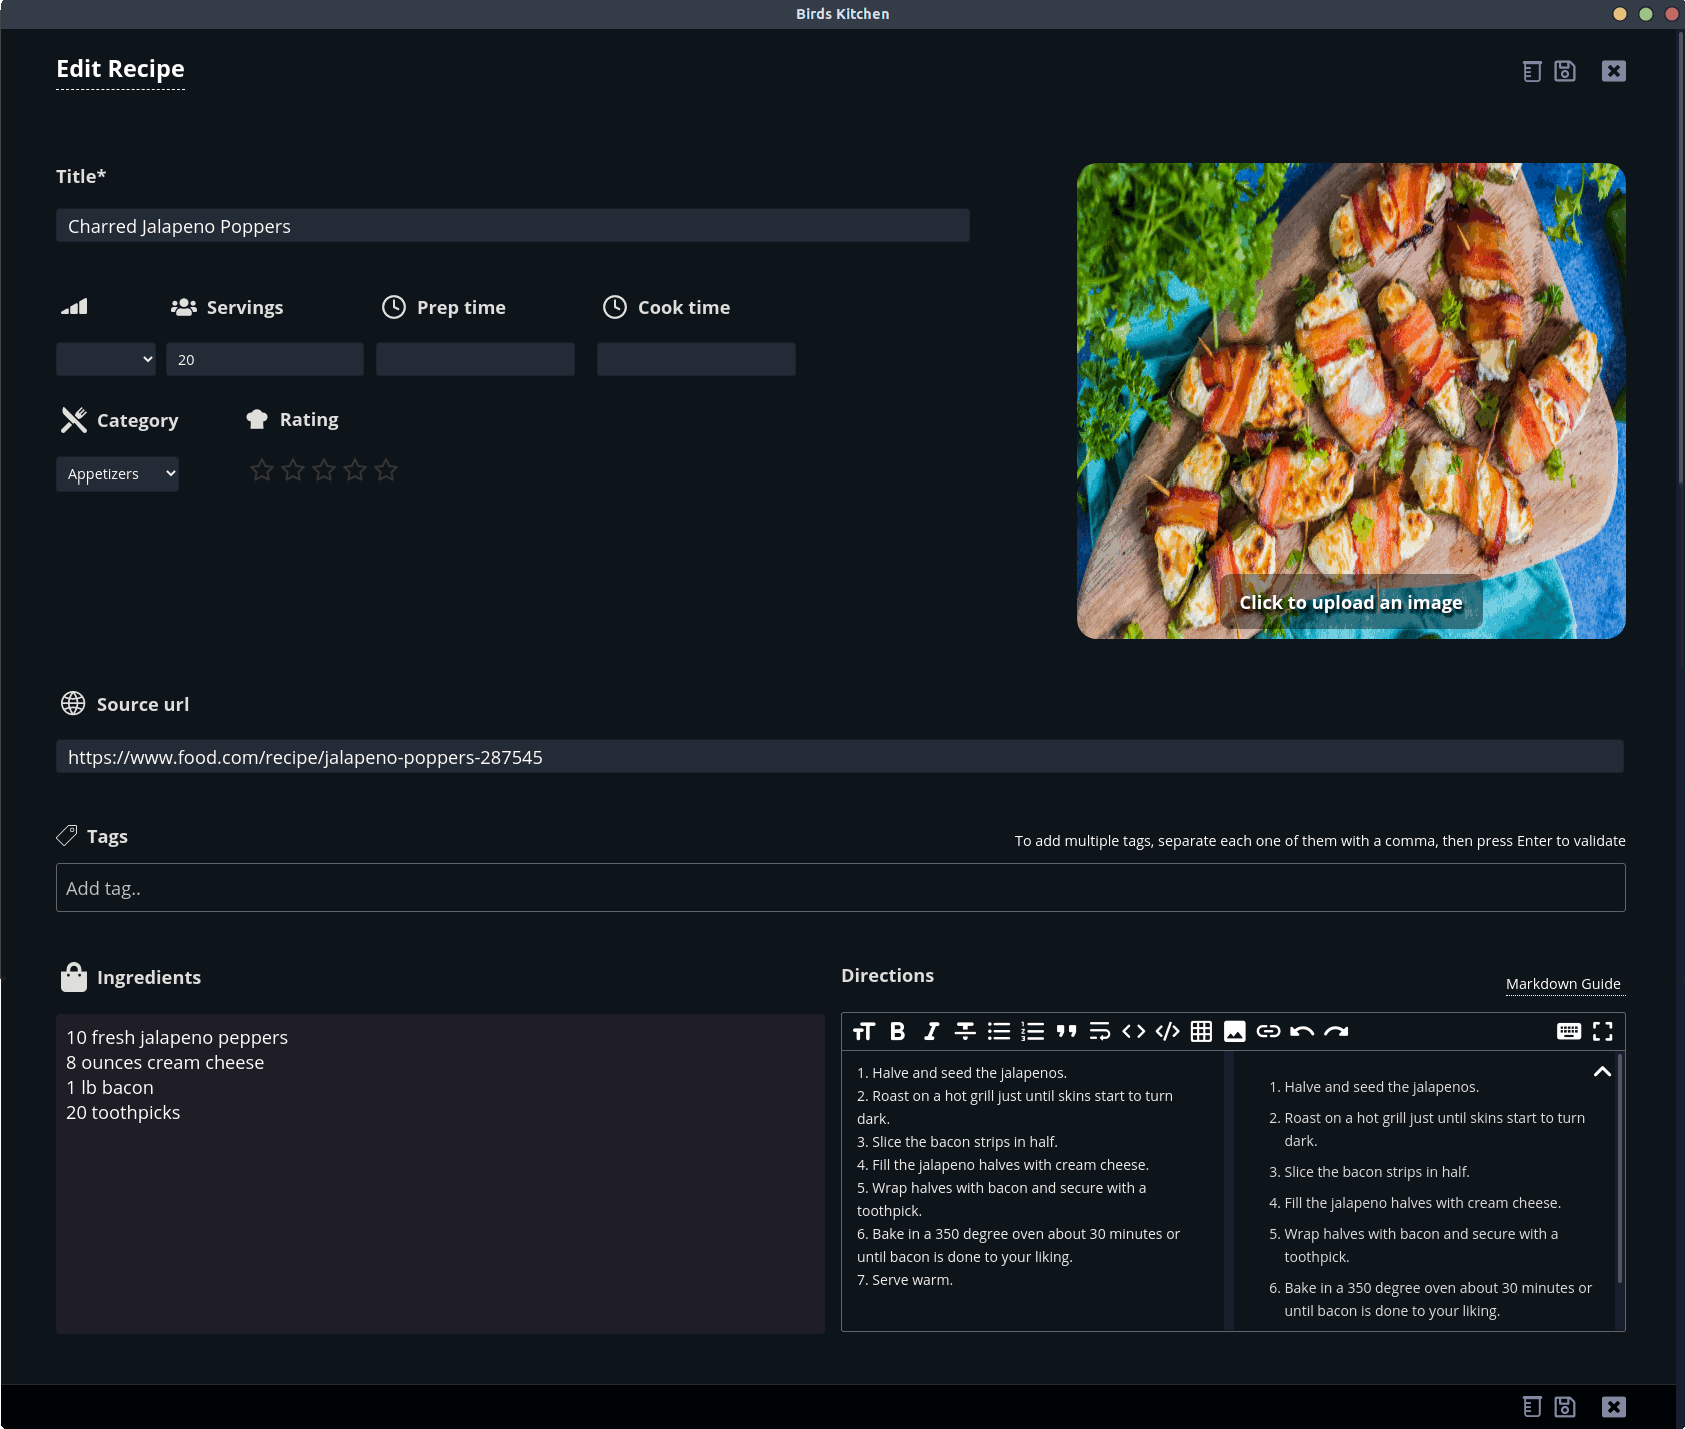 Birds Kitchen
Edit Recipe
Title*
Charred Jalapeno Poppers
Servings
Prep time
Cook time
20
Category
Rating
Appetizers
Click to upload an image
Source url
https://www.food.com/recipe/jalapeno-poppers-287545
Tags
To add multiple tags, separate each one of them with a comma, then press Enter to validate
Add tag..
Ingredients
10 fresh jalapeno peppers
8 ounces cream cheese
1 lb bacon
20 toothpicks
Directions
Markdown Guide
1. Halve and seed the jalapenos.
2. Roast on a hot grill just until skins start to turn
dark.
3. Slice the bacon strips in half.
4. Fill the jalapeno halves with cream cheese.
5. Wrap halves with bacon and secure with a
toothpick.
6. Bake in a 350 degree oven about 30 minutes or
until bacon is done to your liking.
7. Serve warm.
1. Halve and seed the jalapenos.
2. Roast on a hot grill just until skins start to turn
dark.
3. Slice the bacon strips in half.
4. Fill the jalapeno halves with cream cheese.
5. Wrap halves with bacon and secure with a
toothpick.
6. Bake in a 350 degree oven about 30 minutes or
until bacon is done to your liking.